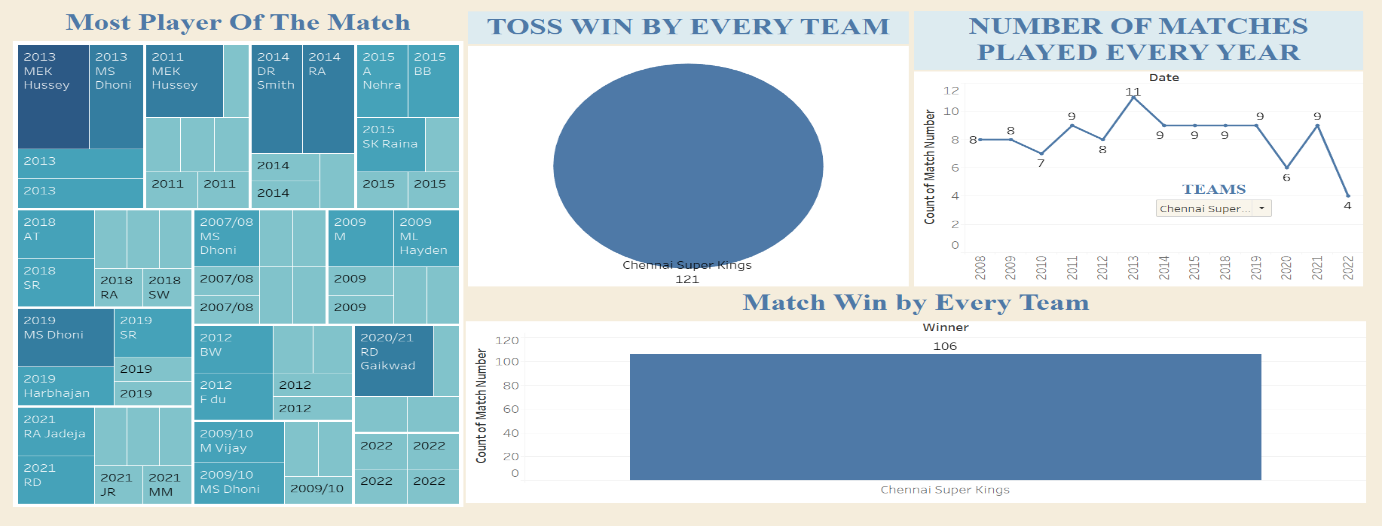 Most Player Of The Match
2013
MEK
Hussey
2013
MS
Dhoni
2013
2013
2011
MEK
Hussey
2011
2011
2014
DR
Smith
2014
RA
2014
2014
2015
A
Nehra
2015
BB
2015
SK Raina
2015
2015
2018
AT
2018
SR
2018
RA
2018
SW
2007/08
MS
Dhoni
2007/08
2007/08
2009
M
2009
ML
Hayden
2009
2009
2019
MS Dhoni
2019
SR
2019
Harbhajan
2019
2019
2012
BW
2012
F du
2012
2012
2020/21
RD
Gaikwad
2021
RA Jadeja
2021
RD
2021
JR
2021
MM
2009/10
M Vijay
2009/10
MS Dhoni
2009/10
2022
2022
2022
2022
TOSS WIN BY EVERY TEAM
Chennai Super Kings
121
NUMBER OF MATCHES
PLAYED EVERY YEAR
Date
Count of Match Number
12
10
8
6
4
2
0
8
8
7
9
8
11
9
9
9
9
6
9
4
TEAMS
Chennai Super...
2008
2009
2010
2011
2012
2013
2014
2015
2018
2019
2020
2021
2022
Match Win by Every Team
Winner
106
Count of Match Number
120
100
80
60
40
20
0
Chennai Super Kings